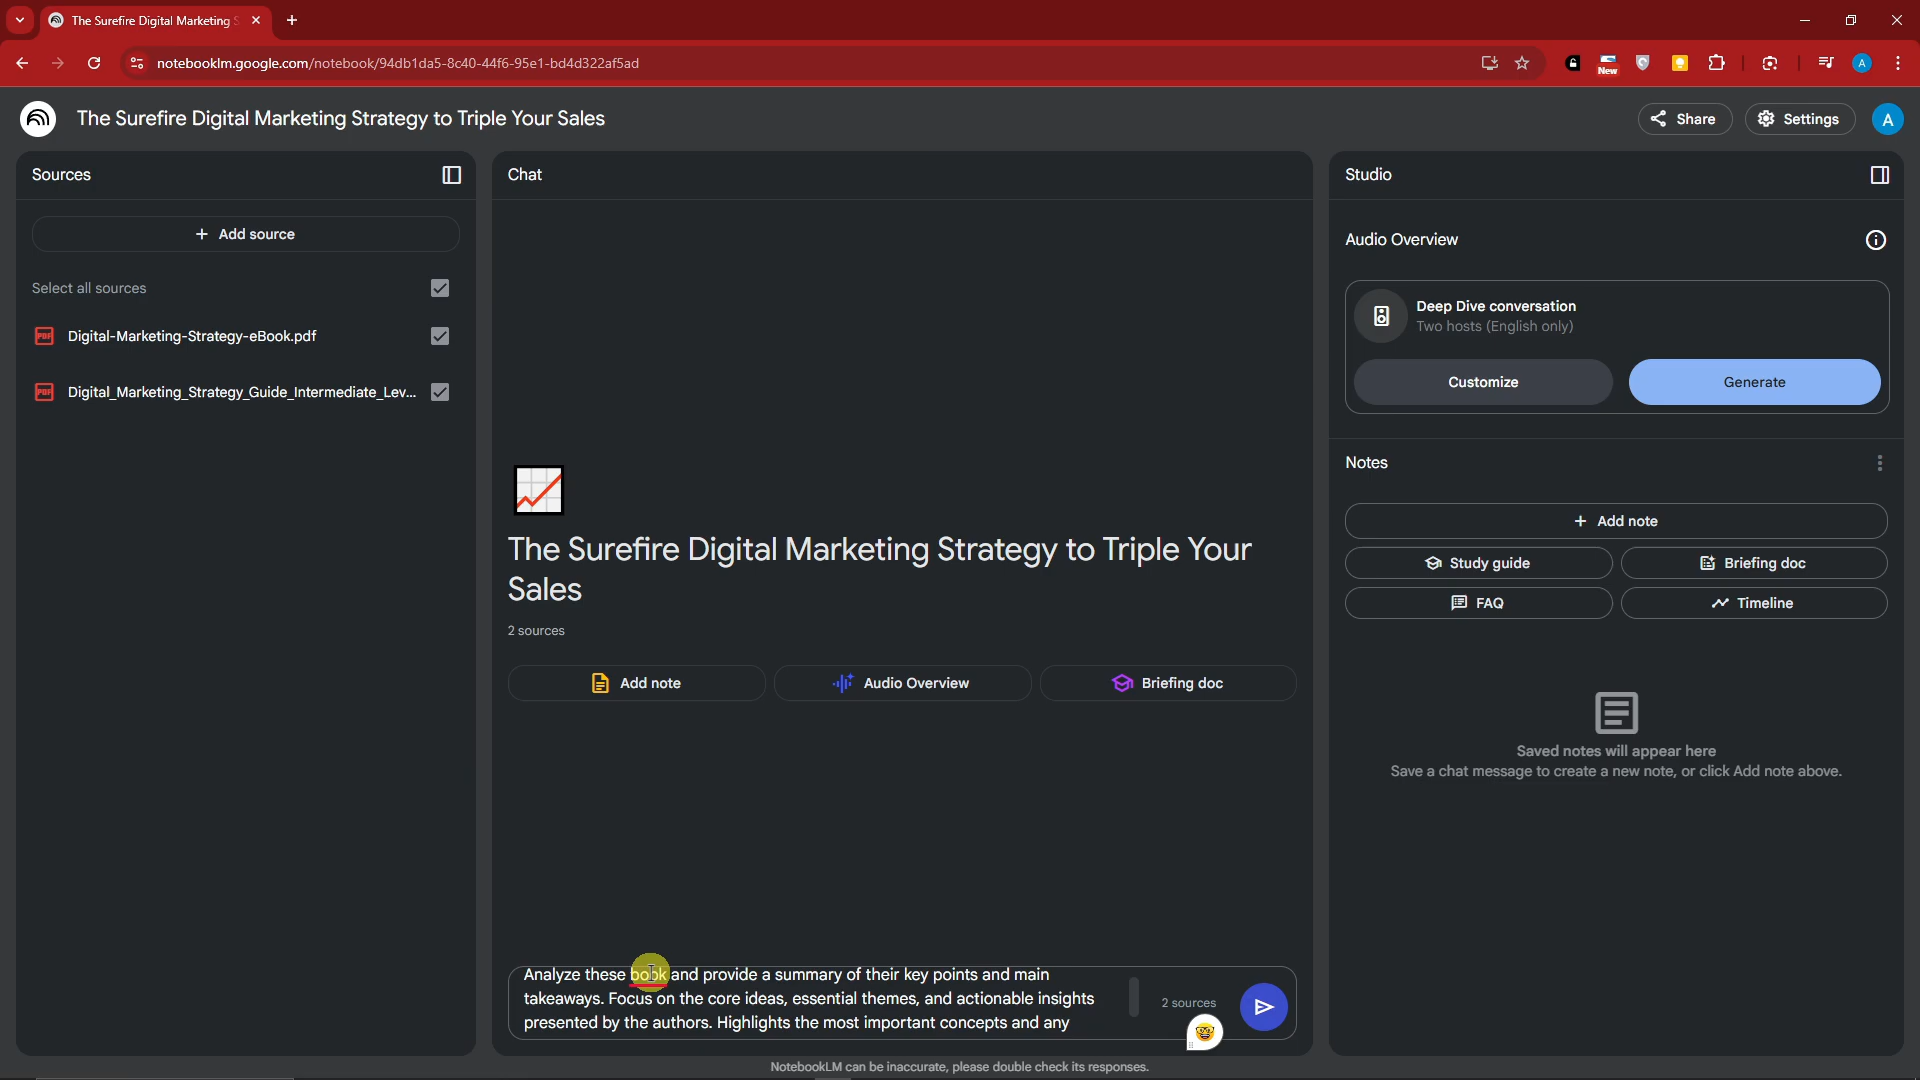 The Surefire Digital Marketing S
notebooklm.google.com/notebook/94db1da5-8c40-44f6-95e1-bd4d322af5ad
New
A
The Surefire Digital Marketing Strategy to Triple Your Sales
Share
Settings
A
Sources
Add source
Select all sources
PDF Digital-Marketing-Strategy-eBook.pdf
PDF Digital_Marketing_Strategy_Guide_Intermediate_Lev...
Chat
The Surefire Digital Marketing Strategy to Triple Your
Sales
2 sources
Add note
Audio Overview
Briefing doc
Analyze these book and provide a summary of their key points and main
takeaways. Focus on the core ideas, essential themes, and actionable insights
presented by the authors. Highlights the most important concepts and any
2 sources
Studio
Audio Overview
Deep Dive conversation
Two hosts (English only)
Customize
Generate
Notes
Add note
Study guide
Briefing doc
FAQ
Timeline
Saved notes will appear here
Save a chat message to create a new note, or click Add note above.
NotebookLM can be inaccurate, please double check its responses.